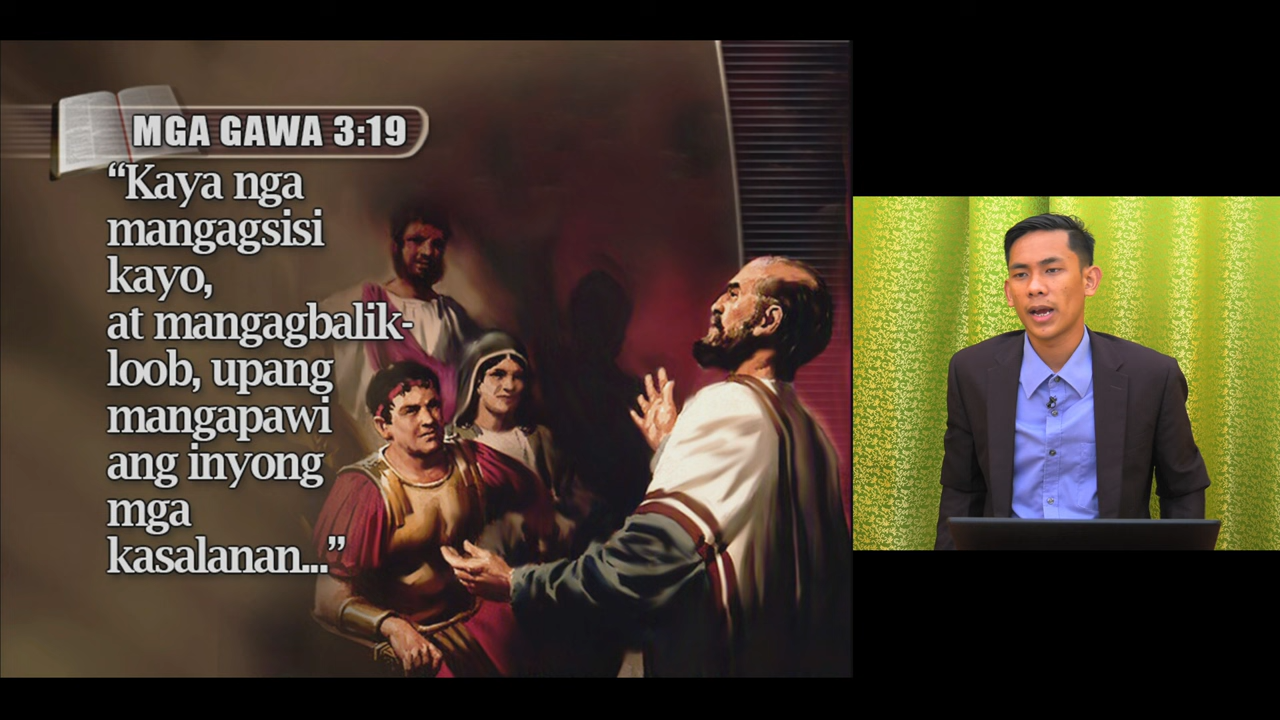 MGA GAWA 3:19
“Kaya nga
mangagsisi
kayo,
at mangagbalik-
loob, upang
mangapawi
ang inyong
mga
kasalanan...”